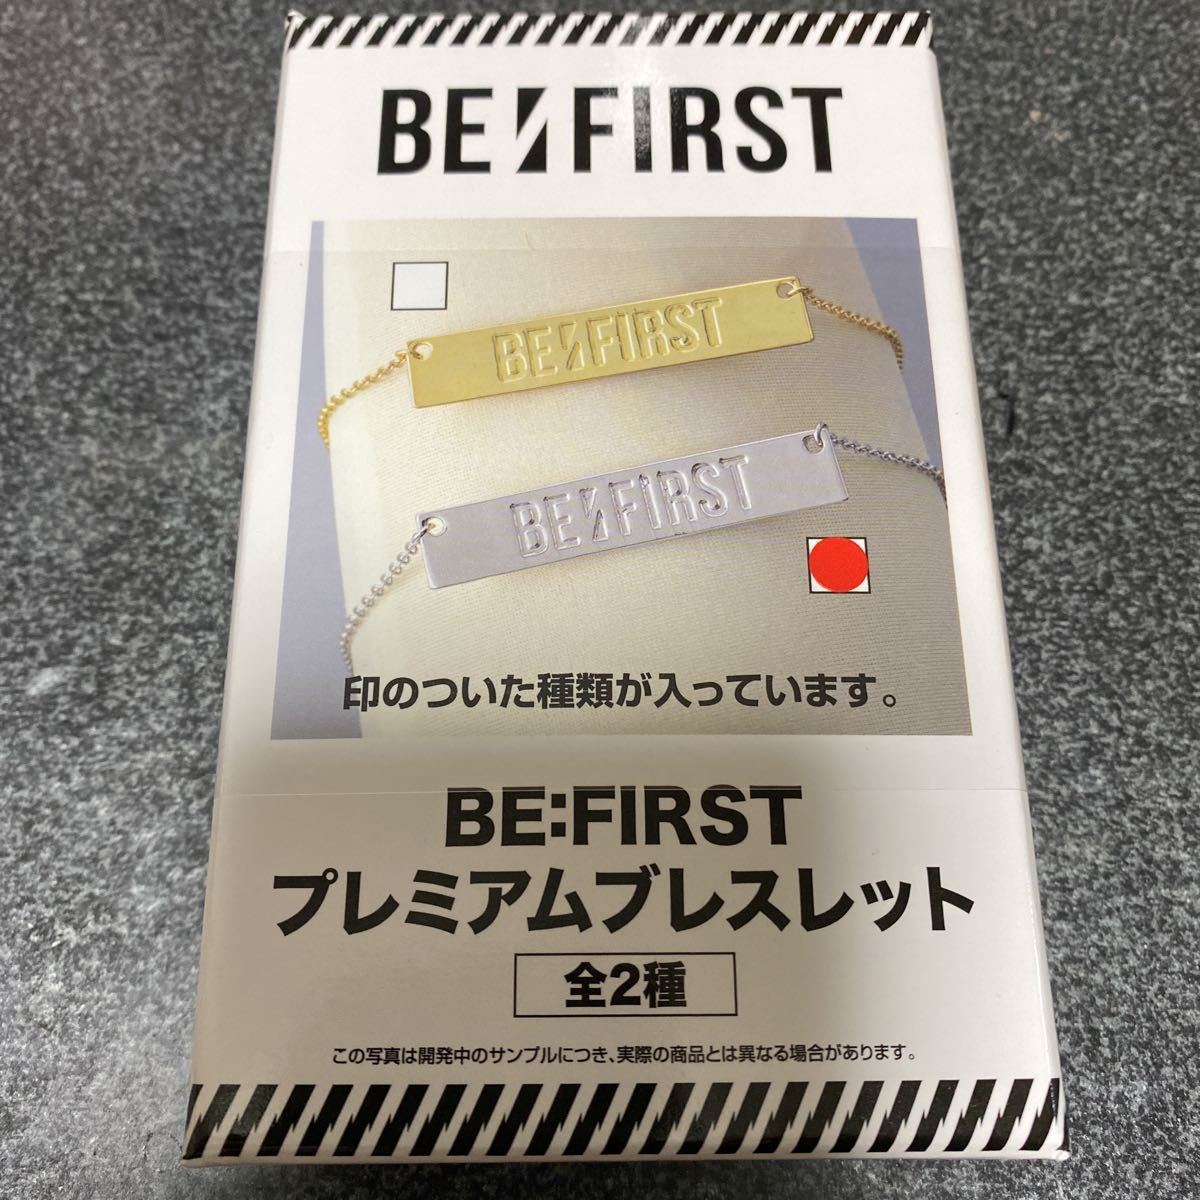 BE:FIRST
BE:FIRST
BE:FIRST
印のついた種類が入っています。
BE:FIRST
プレミアムブレスレット
全2種
この写真は開発中のサンプルにつき、実際の商品とは異なる場合があります。